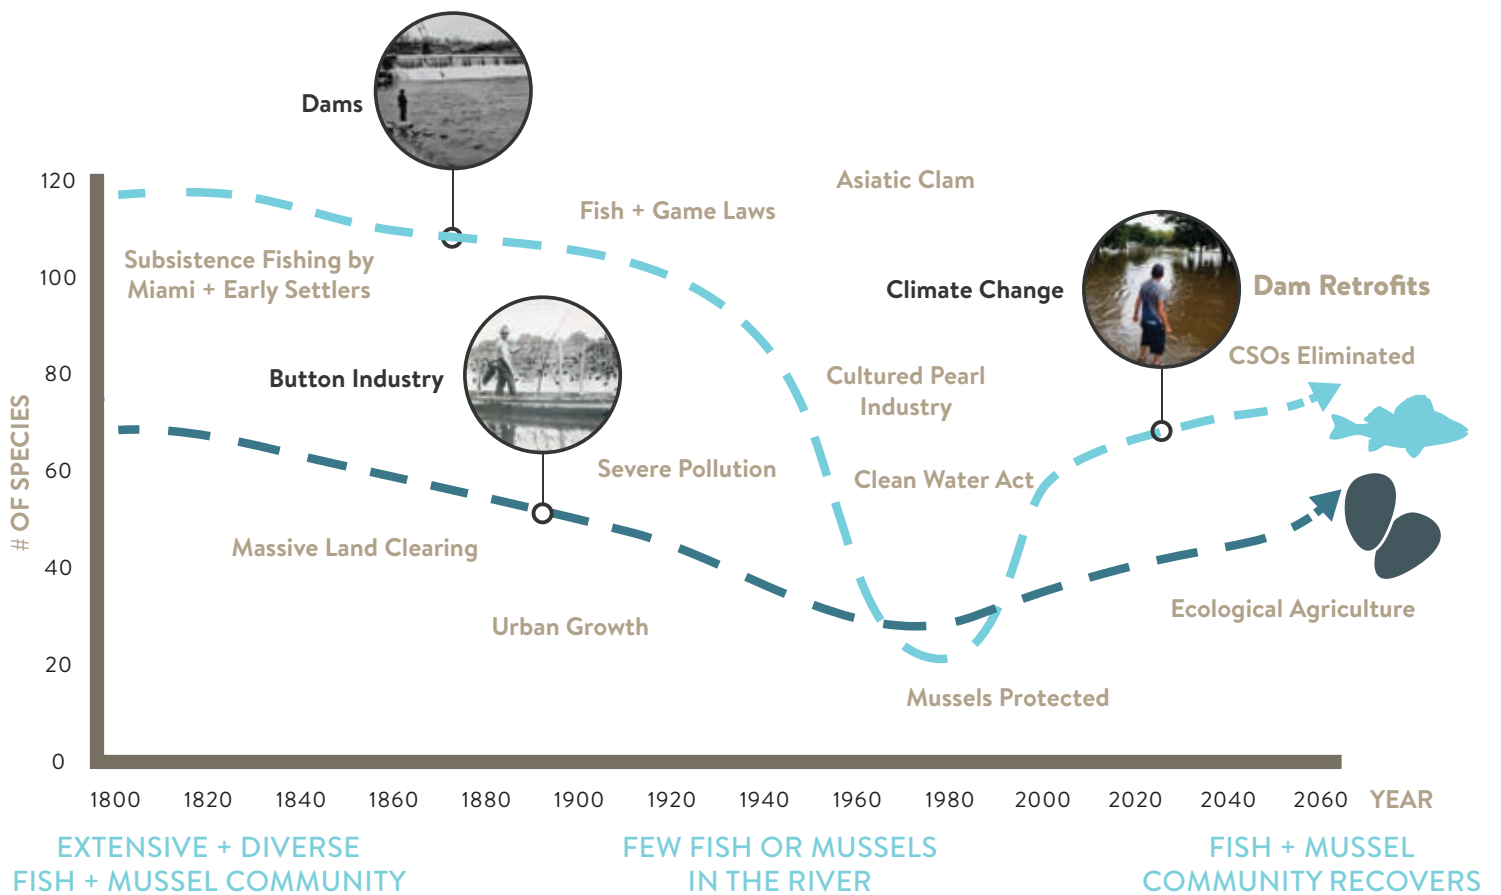 Dams
120
Asiatic Clam
Fish + Game Laws
Subsistence Fishing by
Miami + Early Settlers
100
Climate Change
Dam Retrofits
CSOs Eliminated
80
Button Industry
Cultured Pearl
Industry
# OF SPECIES
60
Severe Pollution
Clean Water Act
Massive Land Clearing
40
Ecological Agriculture
Urban Growth
20
Mussels Protected
0
1800 1820 1840 1860 1880 1900 1920 1940 1960 1980 2000 2020 2040 2060 YEAR
EXTENSIVE + DIVERSE
FISH + MUSSEL COMMUNITY
FEW FISH OR MUSSELS
IN THE RIVER
FISH + MUSSEL
COMMUNITY RECOVERS